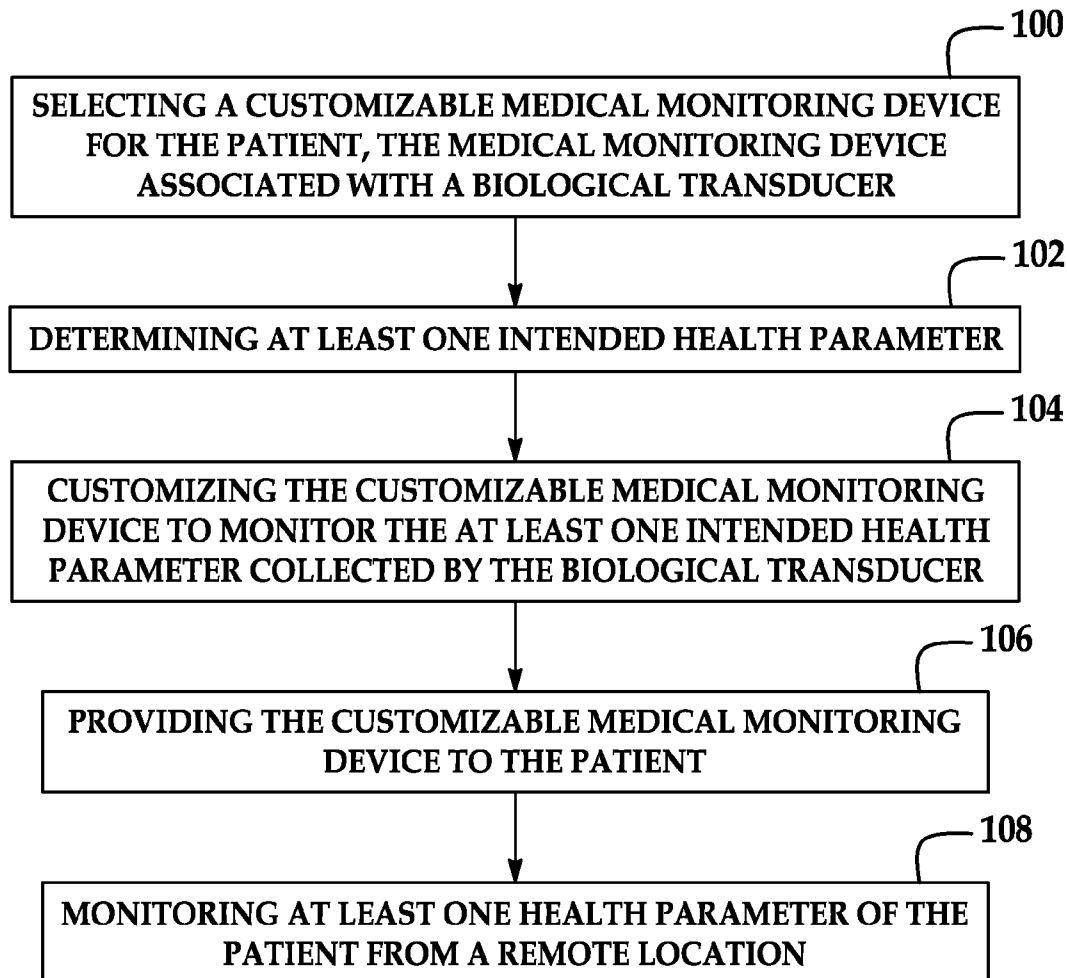 100
SELECTING A CUSTOMIZABLE MEDICAL MONITORING DEVICE
FOR THE PATIENT, THE MEDICAL MONITORING DEVICE
ASSOCIATED WITH A BIOLOGICAL TRANSDUCER
102
DETERMINING AT LEAST ONE INTENDED HEALTH PARAMETER
104
CUSTOMIZING THE CUSTOMIZABLE MEDICAL MONITORING
DEVICE TO MONITOR THE AT LEAST ONE INTENDED HEALTH
PARAMETER COLLECTED BY THE BIOLOGICAL TRANSDUCER
106
PROVIDING THE CUSTOMIZABLE MEDICAL MONITORING
DEVICE TO THE PATIENT
108
MONITORING AT LEAST ONE HEALTH PARAMETER OF THE
PATIENT FROM A REMOTE LOCATION